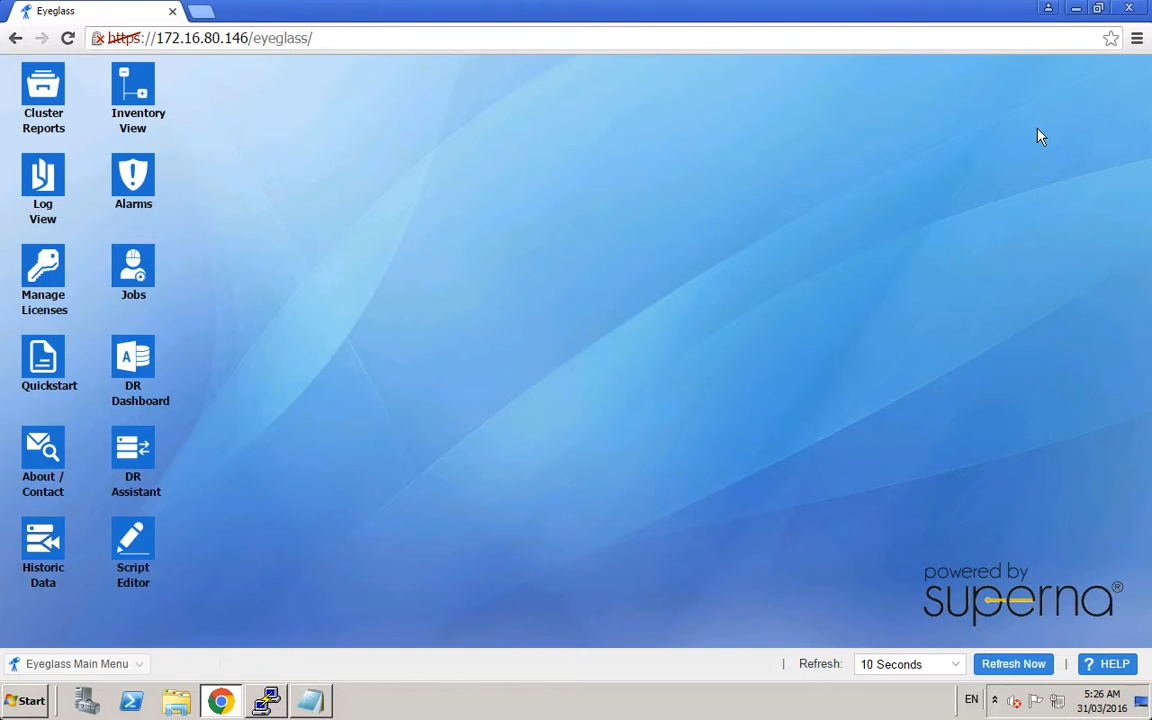 Eyeglass
https://172.16.80.146/eyeglass/
Cluster
Reports
Inventory
View
Log
View
Alarms
Manage
Licenses
Jobs
Quickstart
DR
Dashboard
About /
Contact
DR
Assistant
Historic
Data
Script
Editor
powered by
superna®
Eyeglass Main Menu
| Refresh: 10 Seconds Refresh Now | ? HELP
Start
EN
5:26 AM
31/03/2016